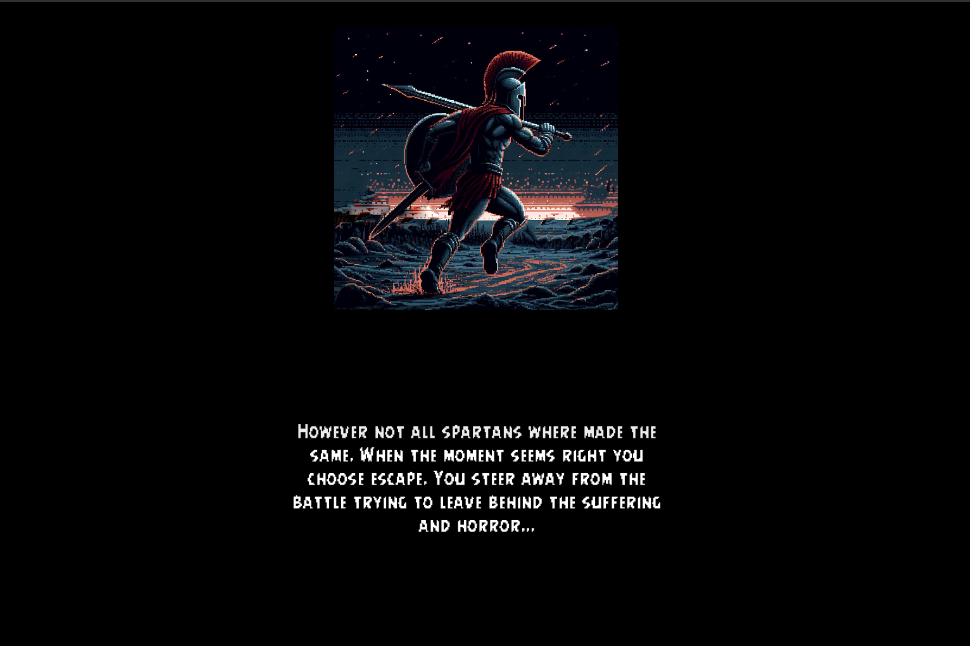 However not all spartans where made the
same. When the moment seems right you
choose escape. You steer away from the
battle trying to leave behind the suffering
and horror...